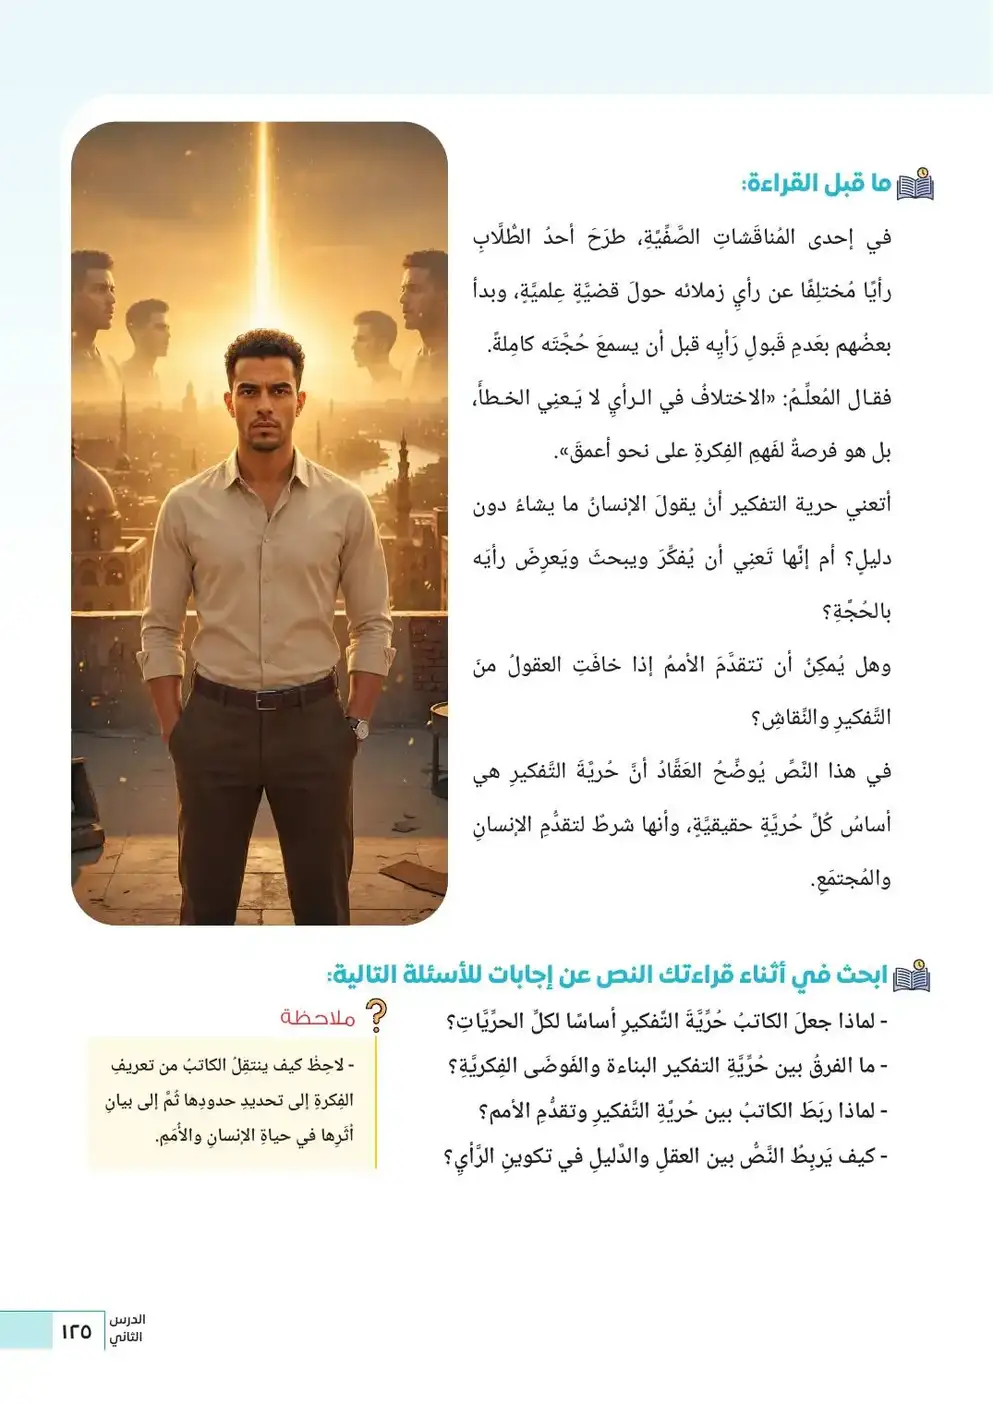 ما قبل القراءة:
في إحدى المُناقَشاتِ الصَّفِّيَّةِ، طرَحَ أحدُ الطُّلَّابِ
رأيًا مُختلِفًا عن رأيِ زملائه حولَ قضيَّةٍ عِلميَّةٍ، وبدأ
بعضُهم بعَدمِ قَبولِ رَأيِه قبل أن يسمعَ حُجَّتَه كامِلةً.
فقال المُعلِّمُ: «الاختلافُ في الرأيِ لا يَعنِي الخطأَ،
بل هو فرصةٌ لفَهمِ الفِكرةِ على نحو أعمقَ».
أتعني حرية التفكير أنْ يقولَ الإنسانُ ما يشاءُ دون
دليلٍ؟ أم إنَّها تَعنِي أن يُفكِّرَ ويبحثَ ويَعرِضَ رأيَه
بالحُجَّةِ؟
وهل يُمكِنُ أن تتقدَّمَ الأممُ إذا خافَتِ العقولُ منَ
التَّفكيرِ والنِّقاشِ؟
في هذا النَّصِّ يُوضِّحُ العَقَّادُ أنَّ حُريَّةَ التَّفكيرِ هي
أساسُ كُلِّ حُريَّةٍ حقيقيَّةٍ، وأنها شرطٌ لتقدُّمِ الإنسانِ
والمُجتمَعِ.
ابحث في أثناء قراءتك النص عن إجابات للأسئلة التالية:
- لماذا جعلَ الكاتبُ حُرِّيَّةَ التَّفكيرِ أساسًا لكلِّ الحرِّيَّاتِ؟
- ما الفرقُ بين حُرِّيَّةِ التفكير البناءة والفَوضَى الفِكريَّةِ؟
- لماذا ربَطَ الكاتبُ بين حُريَّةِ التَّفكيرِ وتقدُّمِ الأمم؟
- كيف يَربِطُ النَّصُّ بين العقلِ والدَّليلِ في تكوينِ الرَّأيِ؟
ملاحظة
- لاحِظْ كيف ينتقِلُ الكاتبُ من تعريفِ
الفِكرةِ إلى تحديدِ حدودِها ثُمَّ إلى بيانِ
أثَرِها في حياةِ الإنسانِ والأُمَمِ.
الدرس
الثاني
١٢٥